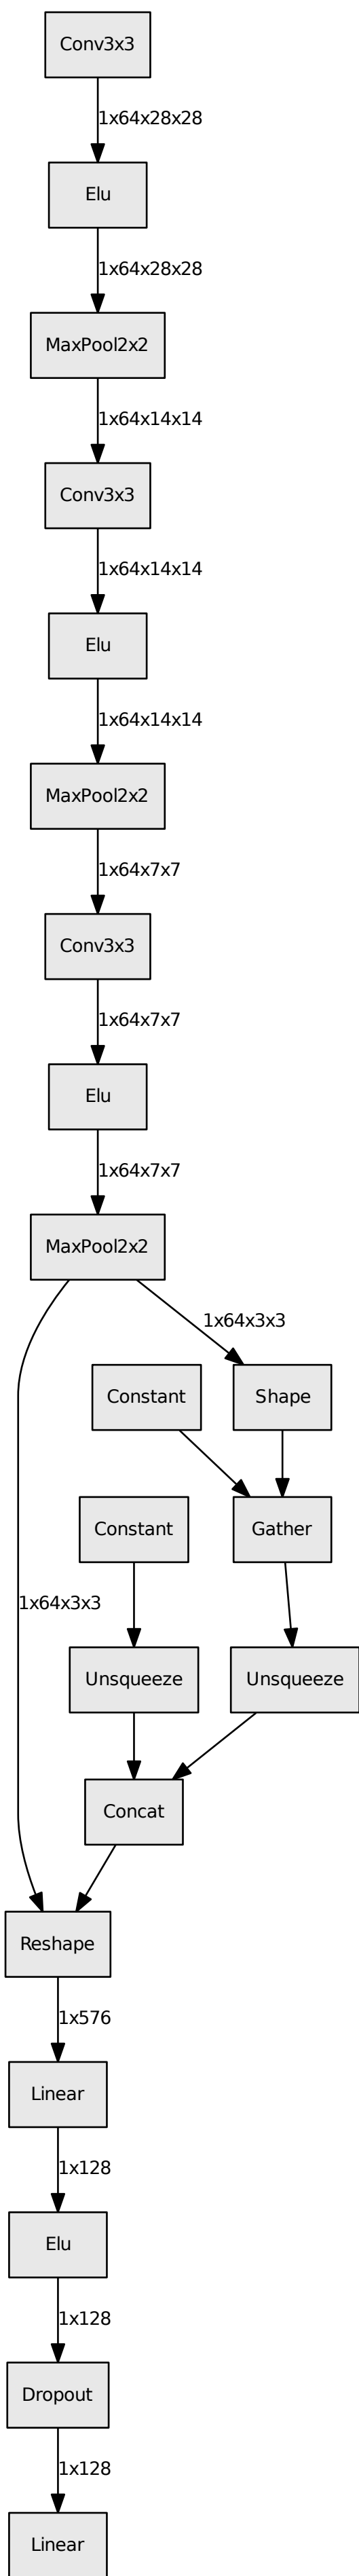 Conv3x3
1x64x28x28
Elu
1x64x28x28
MaxPool2x2
1x64x14x14
Conv3x3
1x64x14x14
Elu
1x64x14x14
MaxPool2x2
1x64x7x7
Conv3x3
1x64x7x7
Elu
1x64x7x7
MaxPool2x2
1x64x3x3
Constant
Shape
Constant
Gather
1x64x3x3
Unsqueeze
Unsqueeze
Concat
Reshape
1x576
Linear
1x128
Elu
1x128
Dropout
1x128
Linear